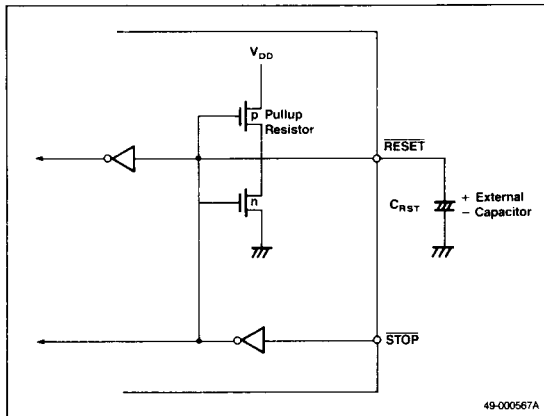 V_DD
p Pullup
Resistor
RESET
n
C_RST
+ External
− Capacitor
STOP
49-000567A